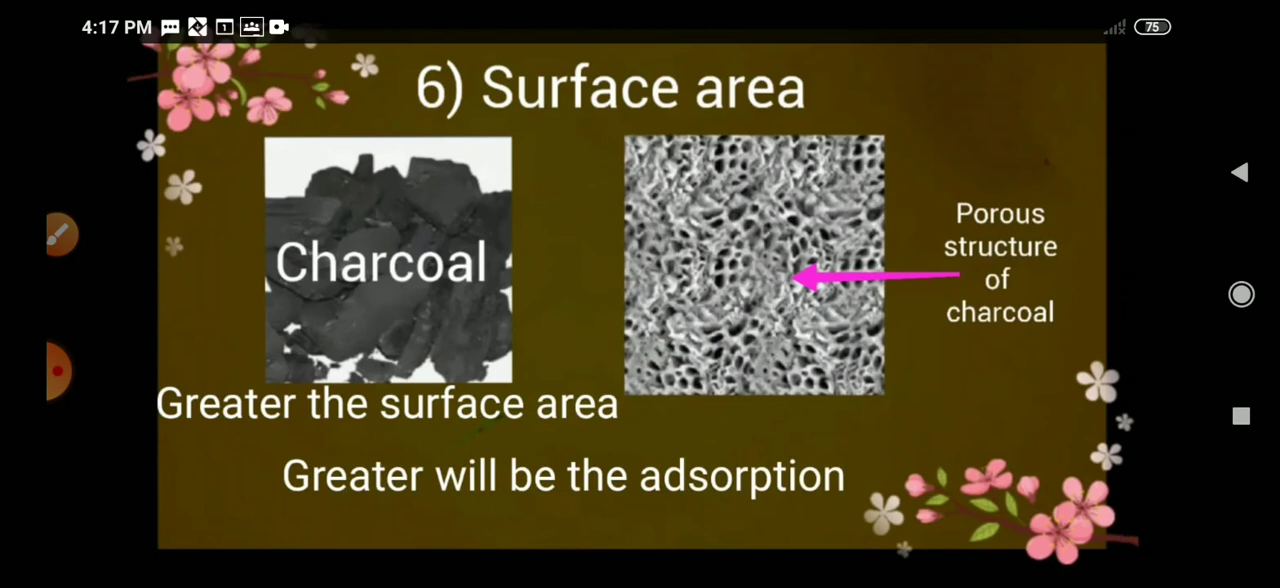 4:17 PM
1
75
6) Surface area
Charcoal
Porous
structure
of
charcoal
Greater the surface area
Greater will be the adsorption